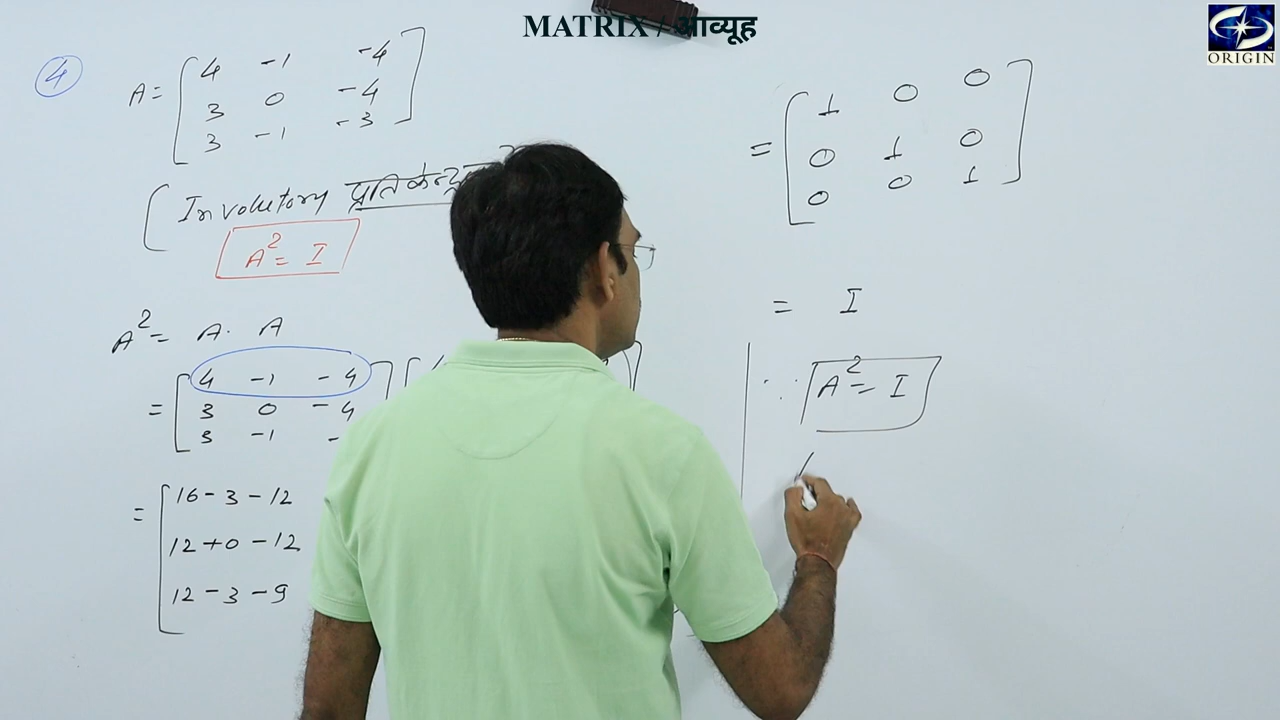 MATRIX / आव्यूह
ORIGIN
4
A = [ 4 -1 -4
3 0 -4
3 -1 -3 ]
( Involutory
A² = I
A² = A. A
= [ 4 -1 -4 ] [
3 0 -4
3 -1 -
= [ 16 - 3 - 12
12 + 0 - 12
12 - 3 - 9
= [ 1 0 0
0 1 0
0 0 1 ]
= I
∵ A² = I